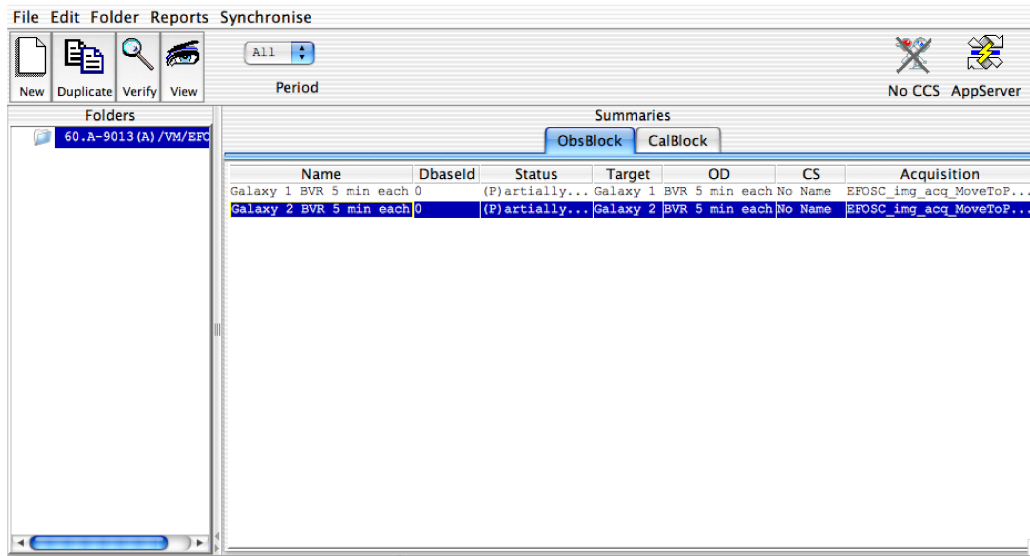 File Edit Folder Reports Synchronise
New Duplicate Verify View
All
Period
No CCS AppServer
Folders
60.A-9013(A)/VM/EFO
Summaries
ObsBlock CalBlock
Name DbaseId Status Target OD CS Acquisition
Galaxy 1 BVR 5 min each 0 (P)artially... Galaxy 1 BVR 5 min each No Name EFOSC_img_acq_MoveToP...
Galaxy 2 BVR 5 min each 0 (P)artially... Galaxy 2 BVR 5 min each No Name EFOSC_img_acq_MoveToP...